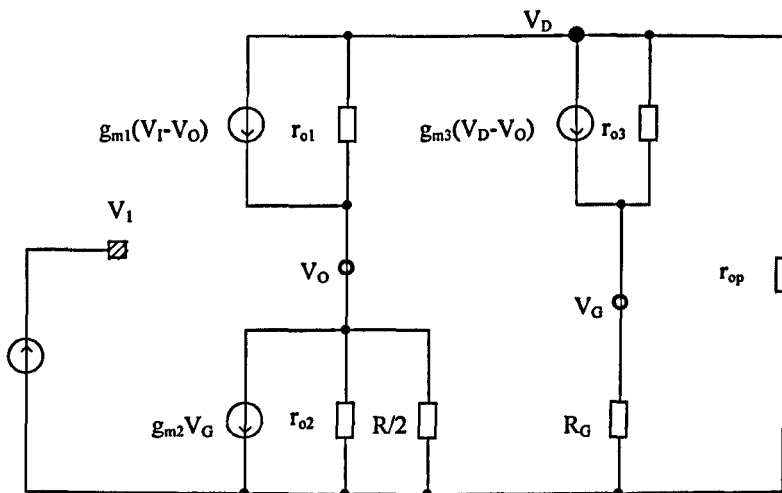 V_D
g_m1(V_I-V_O)
r_o1
g_m3(V_D-V_O)
r_o3
V_1
V_O
V_G
r_op
g_m2V_G
r_o2
R/2
R_G